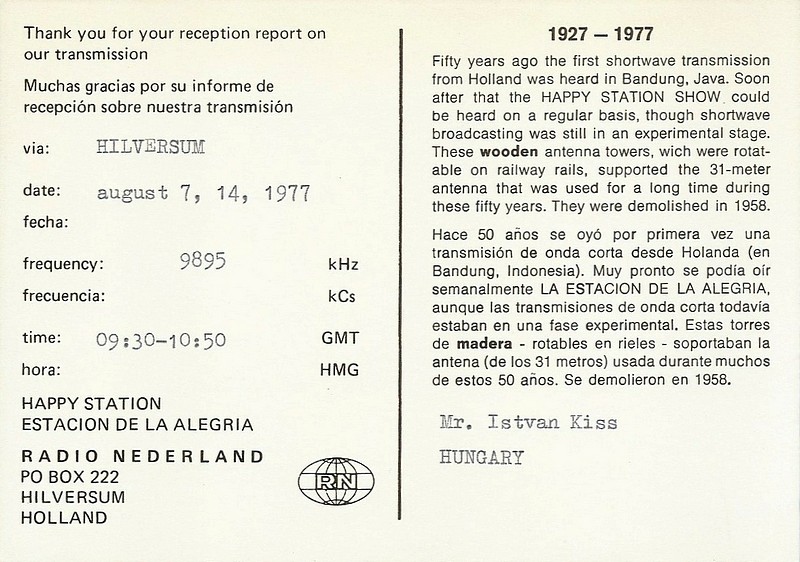 Thank you for your reception report on
our transmission
Muchas gracias por su informe de
recepción sobre nuestra transmisión
via: HILVERSUM
date: august 7, 14, 1977
fecha:
frequency: 9895 kHz
frecuencia: kCs
time: 09:30-10:50 GMT
hora: HMG
HAPPY STATION
ESTACION DE LA ALEGRIA
RADIO NEDERLAND
PO BOX 222
HILVERSUM
HOLLAND
RN
1927 – 1977
Fifty years ago the first shortwave transmission
from Holland was heard in Bandung, Java. Soon
after that the HAPPY STATION SHOW could
be heard on a regular basis, though shortwave
broadcasting was still in an experimental stage.
These wooden antenna towers, wich were rotat-
able on railway rails, supported the 31-meter
antenna that was used for a long time during
these fifty years. They were demolished in 1958.
Hace 50 años se oyó por primera vez una
transmisión de onda corta desde Holanda (en
Bandung, Indonesia). Muy pronto se podía oír
semanalmente LA ESTACION DE LA ALEGRIA,
aunque las transmisiones de onda corta todavía
estaban en una fase experimental. Estas torres
de madera - rotables en rieles - soportaban la
antena (de los 31 metros) usada durante muchos
de estos 50 años. Se demolieron en 1958.
Mr. Istvan Kiss
HUNGARY